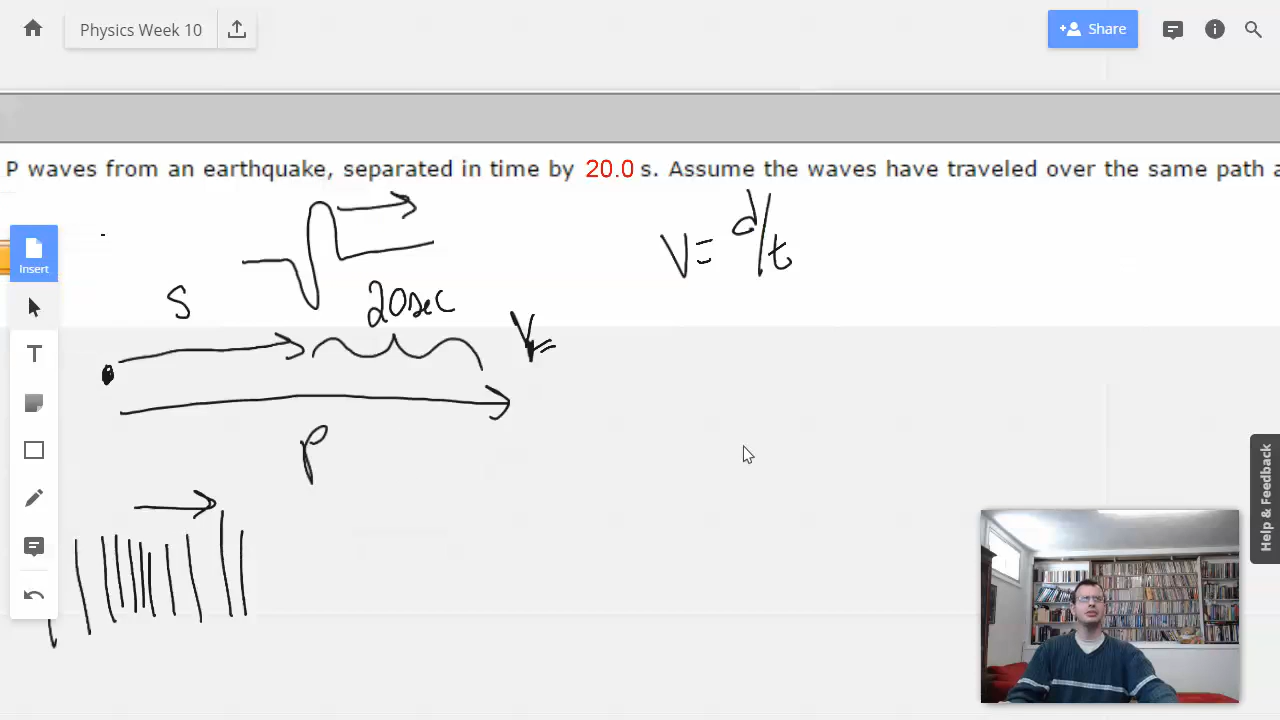 Physics Week 10
Share
P waves from an earthquake, separated in time by 20.0 s. Assume the waves have traveled over the same path a
Insert
V= d/t
S
20sec
V=
T
P
Help & Feedback